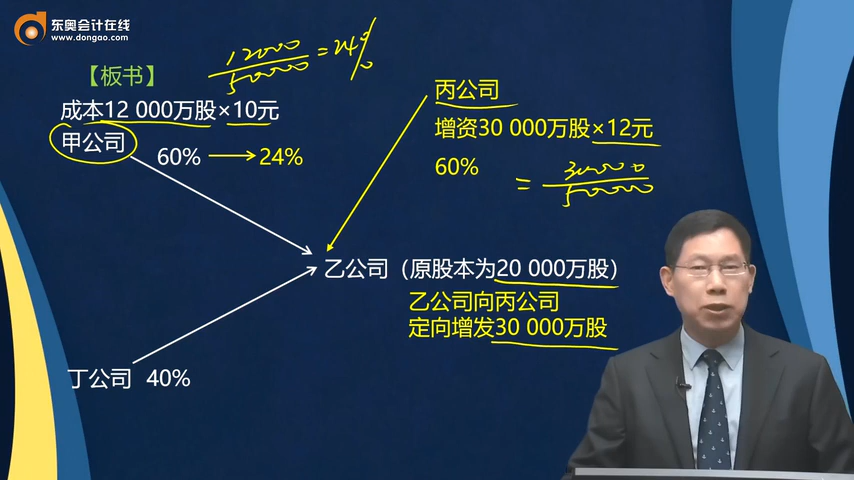 东奥会计在线
www.dongao.com
12000/50000=24%
【板书】
成本12 000万股×10元
甲公司
60% → 24%
丙公司
增资30 000万股×12元
60%
=30000/50000
乙公司（原股本为20 000万股）
乙公司向丙公司
定向增发30 000万股
丁公司 40%